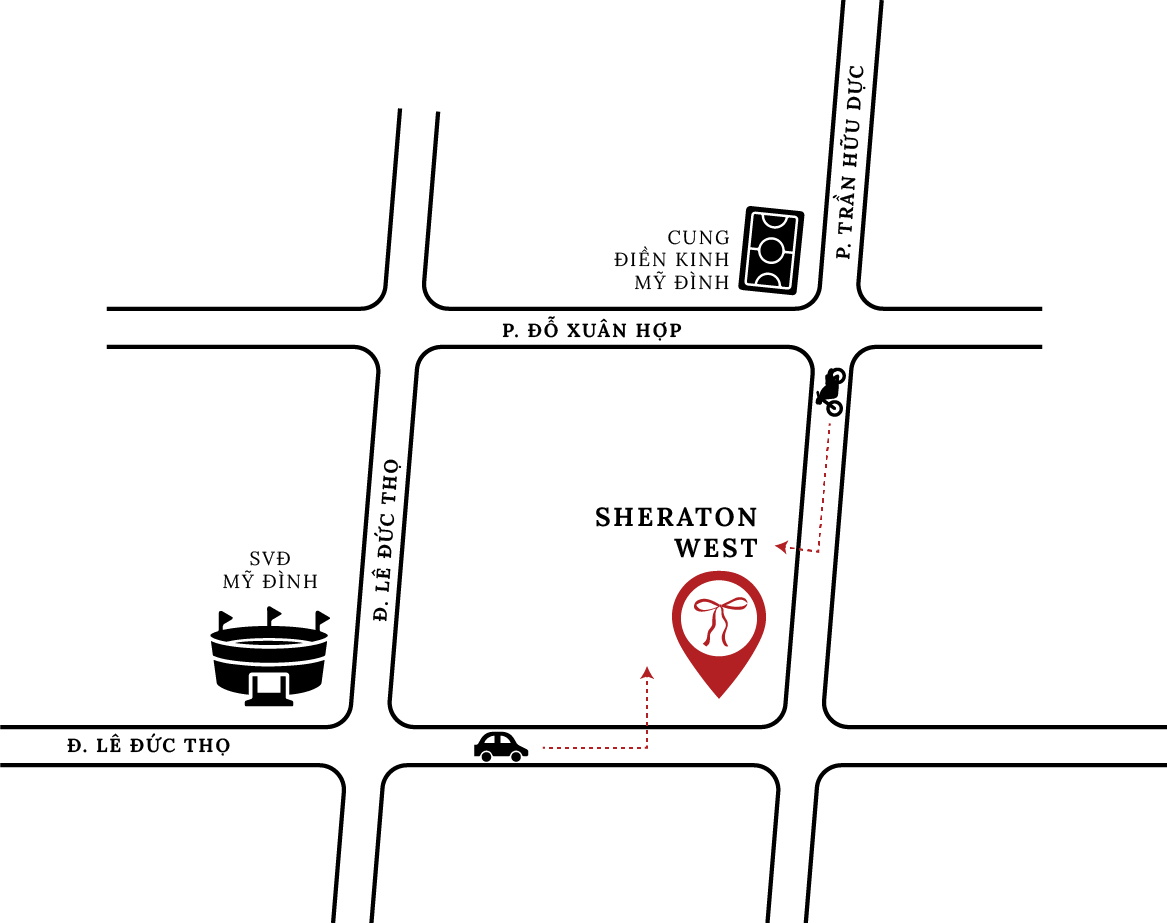 P. TRẦN HỮU DỰC
CUNG
ĐIỀN KINH
MỸ ĐÌNH
P. ĐỖ XUÂN HỢP
Đ. LÊ ĐỨC THỌ
SHERATON
WEST
SVĐ
MỸ ĐÌNH
Đ. LÊ ĐỨC THỌ